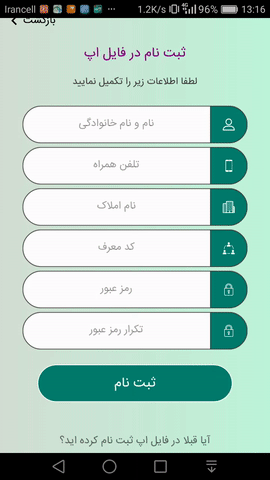 Irancell 1.2K/s 4G 96% 13:16
بازگشت
ثبت نام در فایل اپ
لطفا اطلاعات زیر را تکمیل نمایید
نام و نام خانوادگی
تلفن همراه
نام املاک
کد معرف
رمز عبور
تکرار رمز عبور
ثبت نام
آیا قبلا در فایل اپ ثبت نام کرده اید؟